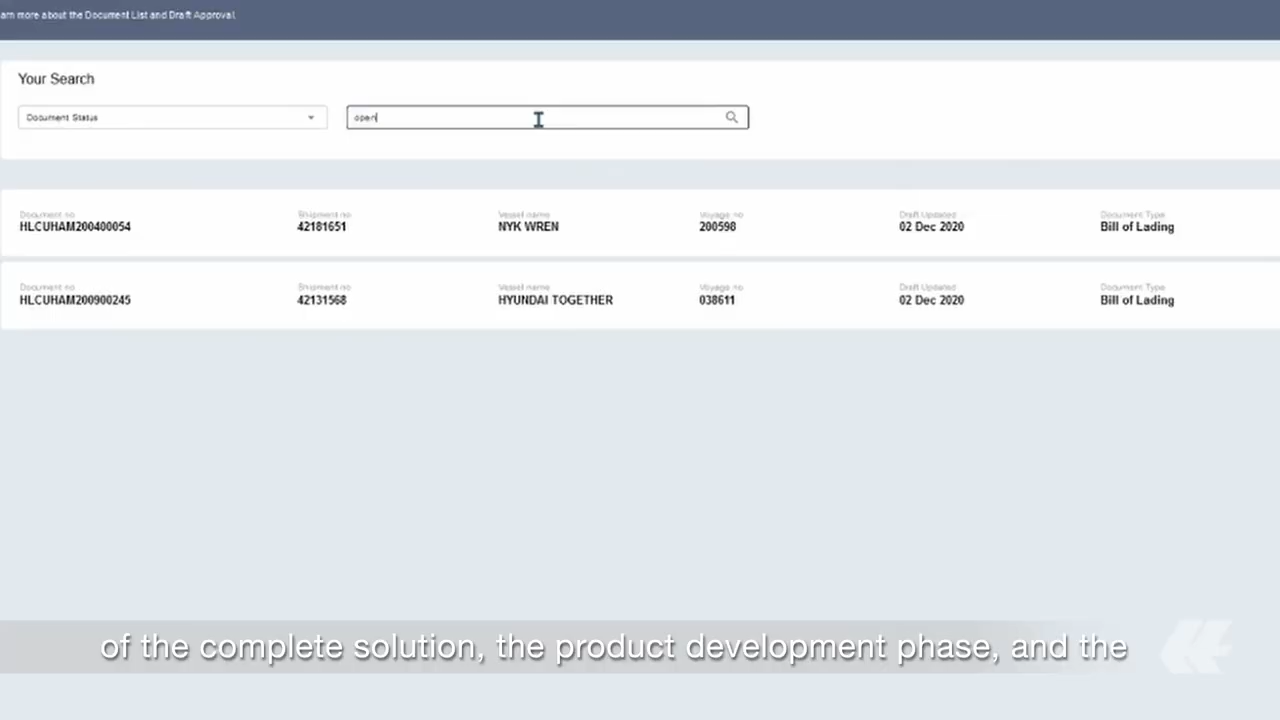 arn more about the Document List and Draft Approval
Your Search
Document Status
open
Document no Shipment no Vessel name Voyage no Draft Updated Document Type
HLCUHAM200400054 42181651 NYK WREN 200598 02 Dec 2020 Bill of Lading
Document no Shipment no Vessel name Voyage no Draft Updated Document Type
HLCUHAM200900245 42131568 HYUNDAI TOGETHER 038611 02 Dec 2020 Bill of Lading
of the complete solution, the product development phase, and the